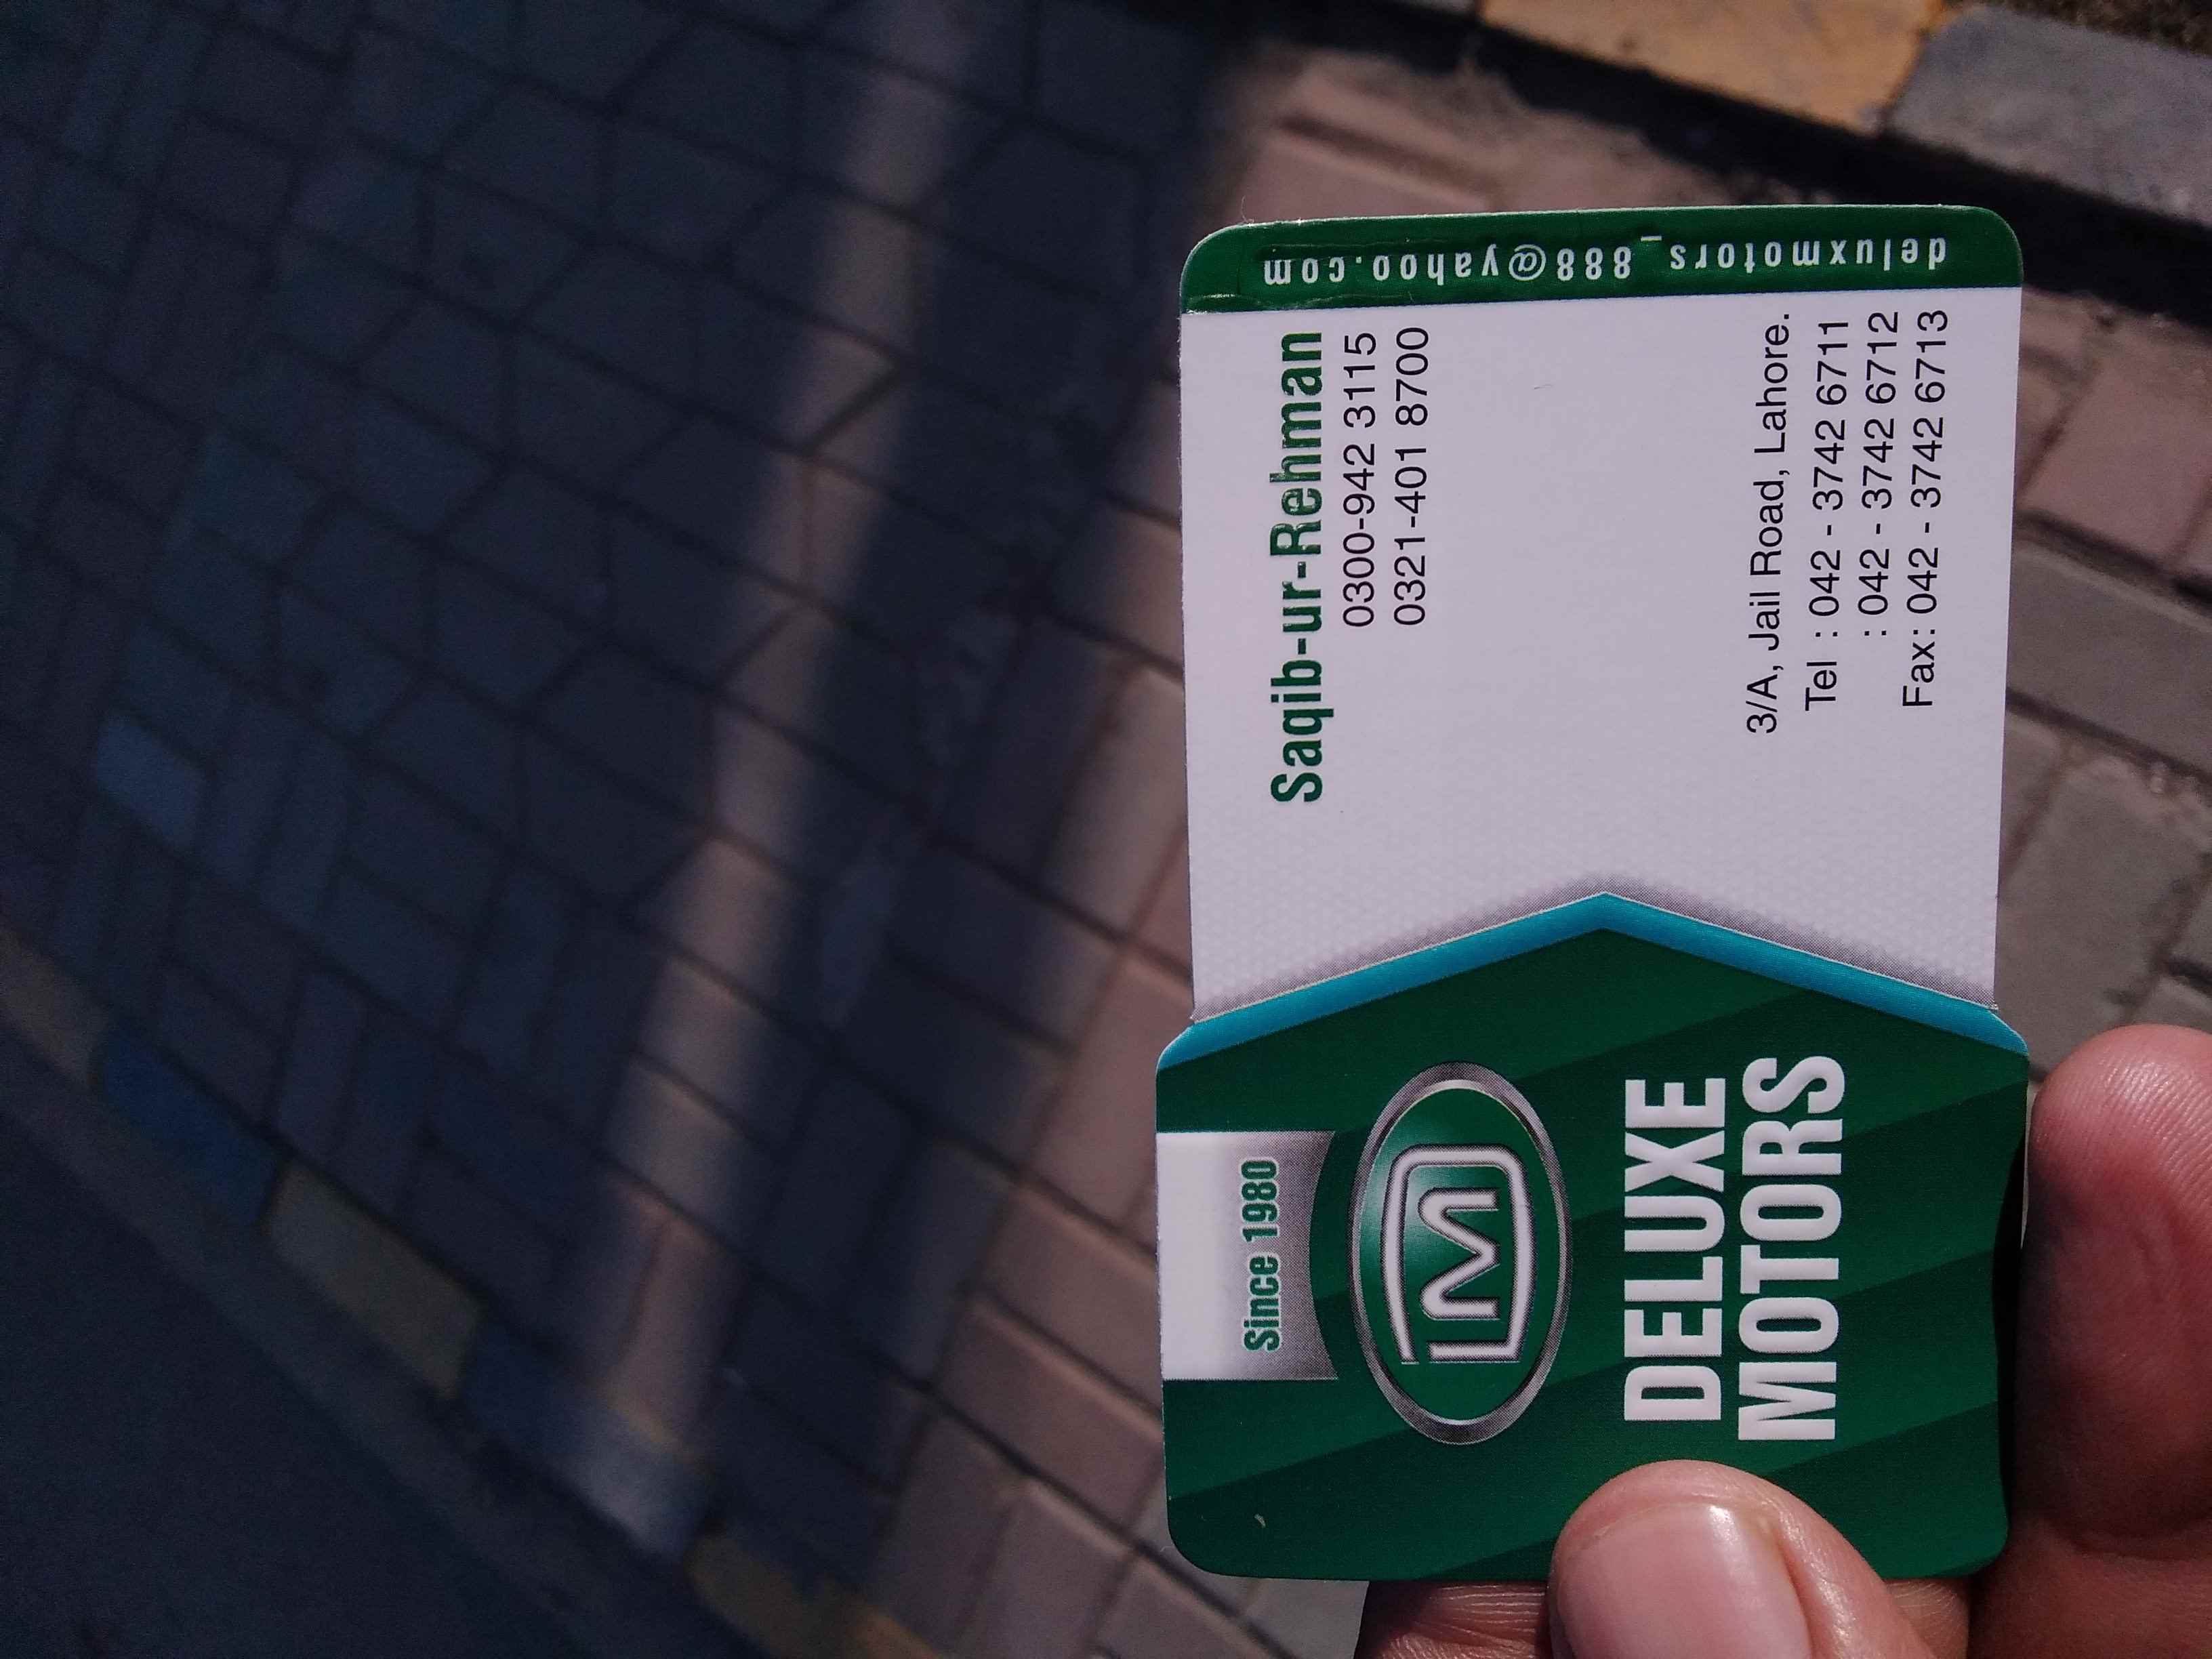 Since 1980
DM
DELUXE
MOTORS
Saqib-ur-Rehman
0300-942 3115
0321-401 8700
3/A, Jail Road, Lahore.
Tel : 042 - 3742 6711
: 042 - 3742 6712
Fax: 042 - 3742 6713
deluxmotors_888@yahoo.com